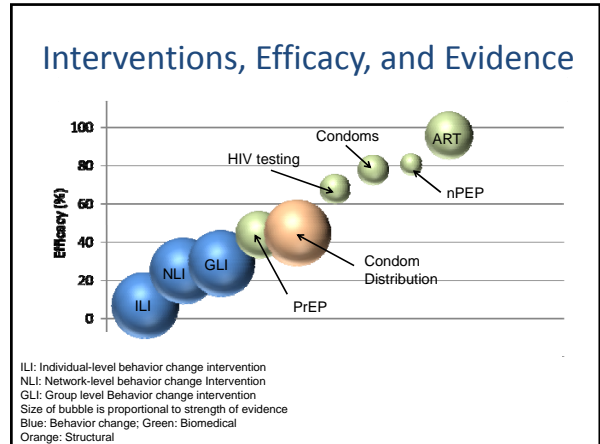 Interventions, Efficacy, and Evidence
Efficacy (%)
100
80
60
40
20
0
ILI
NLI
GLI
PrEP
Condom
Distribution
HIV testing
Condoms
nPEP
ART
ILI: Individual-level behavior change intervention
NLI: Network-level behavior change Intervention
GLI: Group level Behavior change intervention
Size of bubble is proportional to strength of evidence
Blue: Behavior change; Green: Biomedical
Orange: Structural